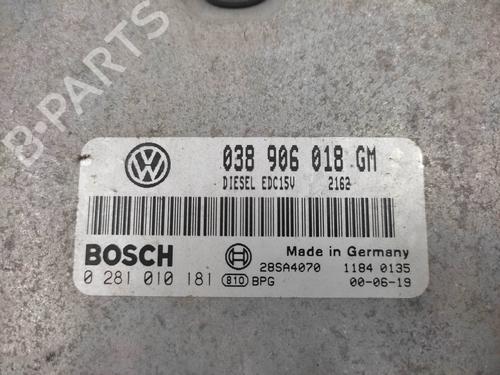 B-PARTS
038 906 018 GM
DIESEL EDC15V 2162
BOSCH
Made in Germany
28SA4070 1184 0135
0 281 010 181 810 BPG 00-06-19